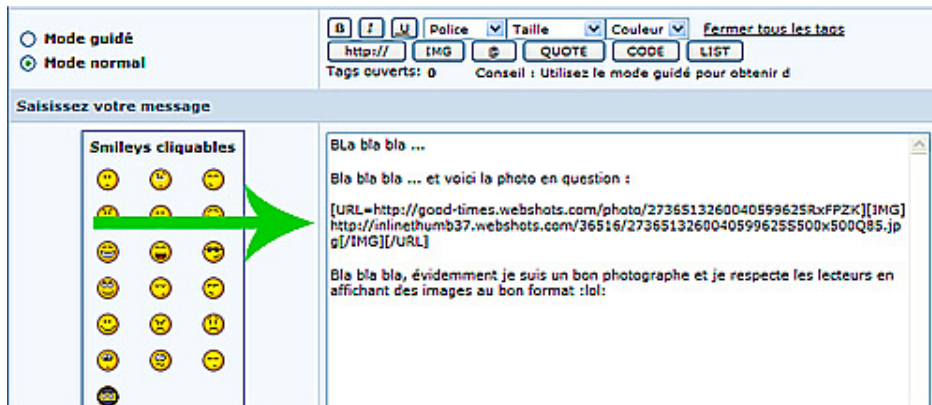 Mode guidé
Mode normal
B I U Police Taille Couleur Fermer tous les tags
http:// IMG @ QUOTE CODE LIST
Tags ouverts: 0 Conseil : Utilisez le mode guidé pour obtenir d
Saisissez votre message
Smileys cliquables
BLa bla bla ...
Bla bla bla ... et voici la photo en question :
[URL=http://good-times.webshots.com/photo/2736513260040599625RxFPZK][IMG]
http://inlinethumb37.webshots.com/36516/2736513260040599625S500x500Q85.jp
g[/IMG][/URL]
Bla bla bla, évidemment je suis un bon photographe et je respecte les lecteurs en
affichant des images au bon format :lol: